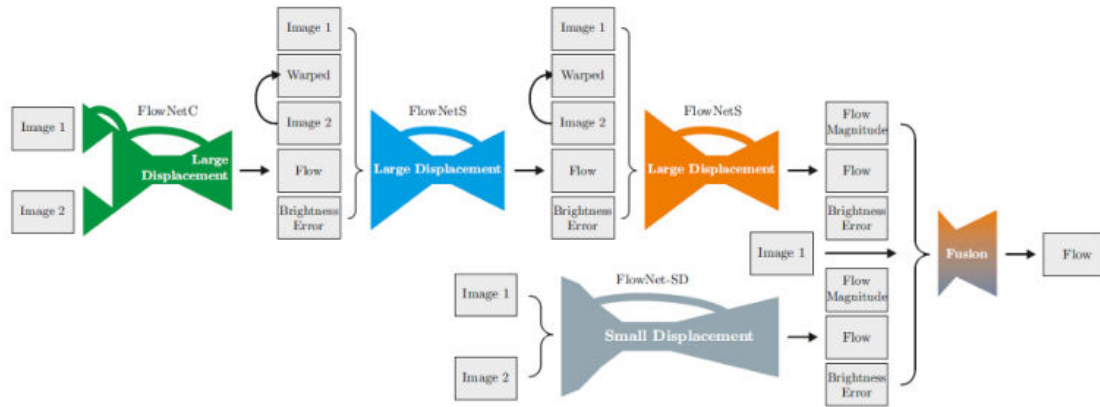 Image 1
Image 2
FlowNetC
Large
Displacement
Image 1
Warped
Image 2
Flow
Brightness
Error
FlowNetS
Large Displacement
Image 1
Warped
Image 2
Flow
Brightness
Error
FlowNetS
Large Displacement
Flow
Magnitude
Flow
Brightness
Error
Image 1
Image 1
Image 2
FlowNet-SD
Small Displacement
Flow
Magnitude
Flow
Brightness
Error
Fusion
Flow